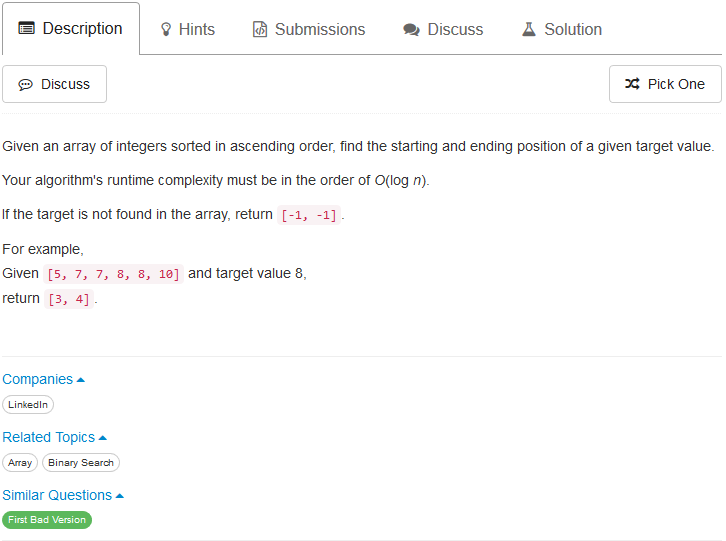 Description Hints Submissions Discuss Solution
Discuss Pick One
Given an array of integers sorted in ascending order, find the starting and ending position of a given target value.
Your algorithm's runtime complexity must be in the order of O(log n).
If the target is not found in the array, return [-1, -1].
For example,
Given [5, 7, 7, 8, 8, 10] and target value 8,
return [3, 4].
Companies
LinkedIn
Related Topics
Array Binary Search
Similar Questions
First Bad Version